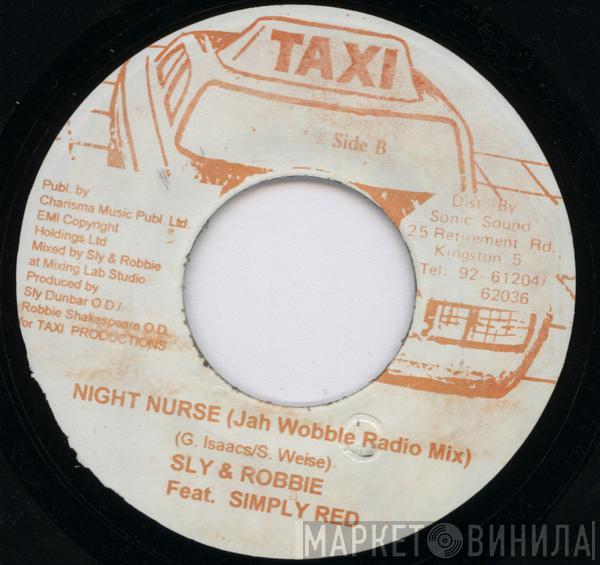 TAXI
Side B
Publ. by
Charisma Music Publ. Ltd.
EMI Copyright
Holdings Ltd
Mixed by Sly & Robbie
at Mixing Lab Studio
Produced by
Sly Dunbar O.D./
Robbie Shakespeare O.D.
for TAXI PRODUCTIONS
Dist By
Sonic Sound
25 Retirement Rd.,
Kingston 5
Tel: 92-61204/
62036
NIGHT NURSE (Jah Wobble Radio Mix)
(G. Isaacs/S. Weise)
SLY & ROBBIE
Feat. SIMPLY RED
МАРКЕТ ВИНИЛА